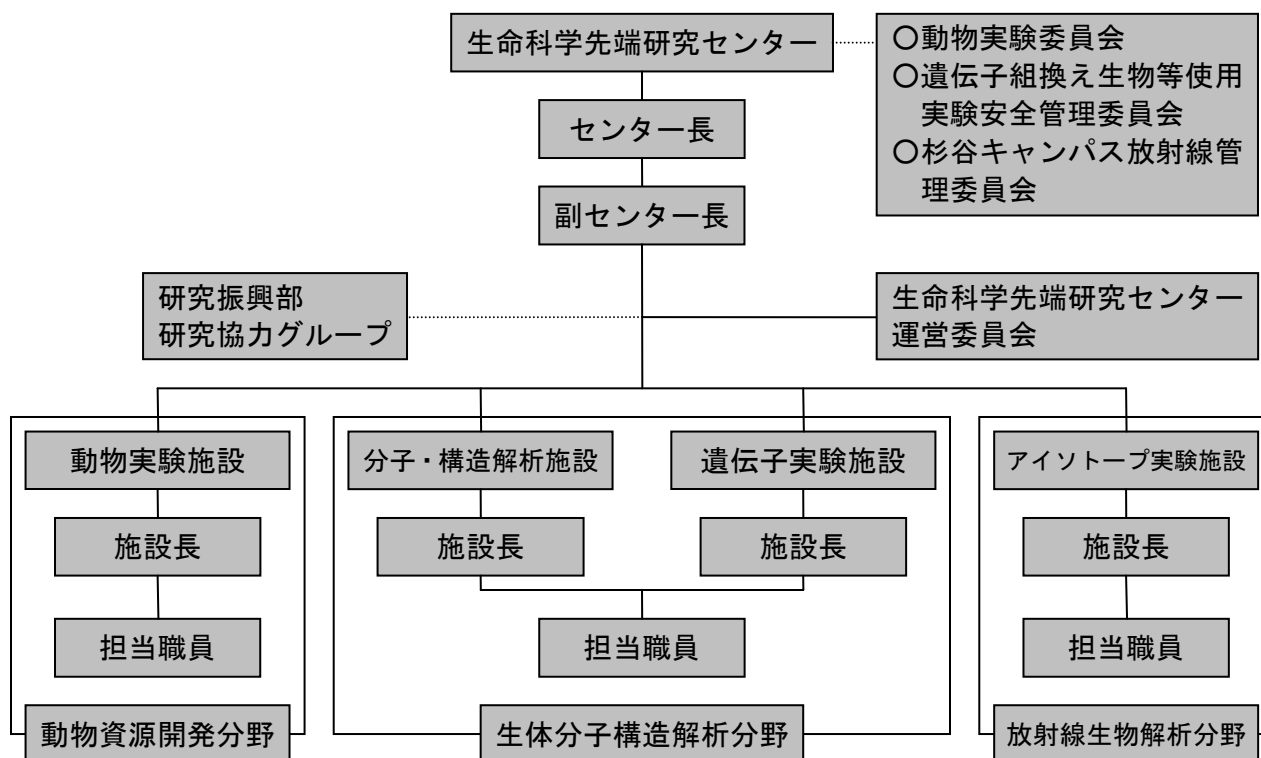 生命科学先端研究センター
〇動物実験委員会
〇遺伝子組換え生物等使用
実験安全管理委員会
〇杉谷キャンパス放射線管
理委員会
センター長
副センター長
研究振興部
研究協力グループ
生命科学先端研究センター
運営委員会
動物実験施設
分子・構造解析施設
遺伝子実験施設
アイソトープ実験施設
施設長
施設長
施設長
施設長
担当職員
担当職員
担当職員
動物資源開発分野
生体分子構造解析分野
放射線生物解析分野